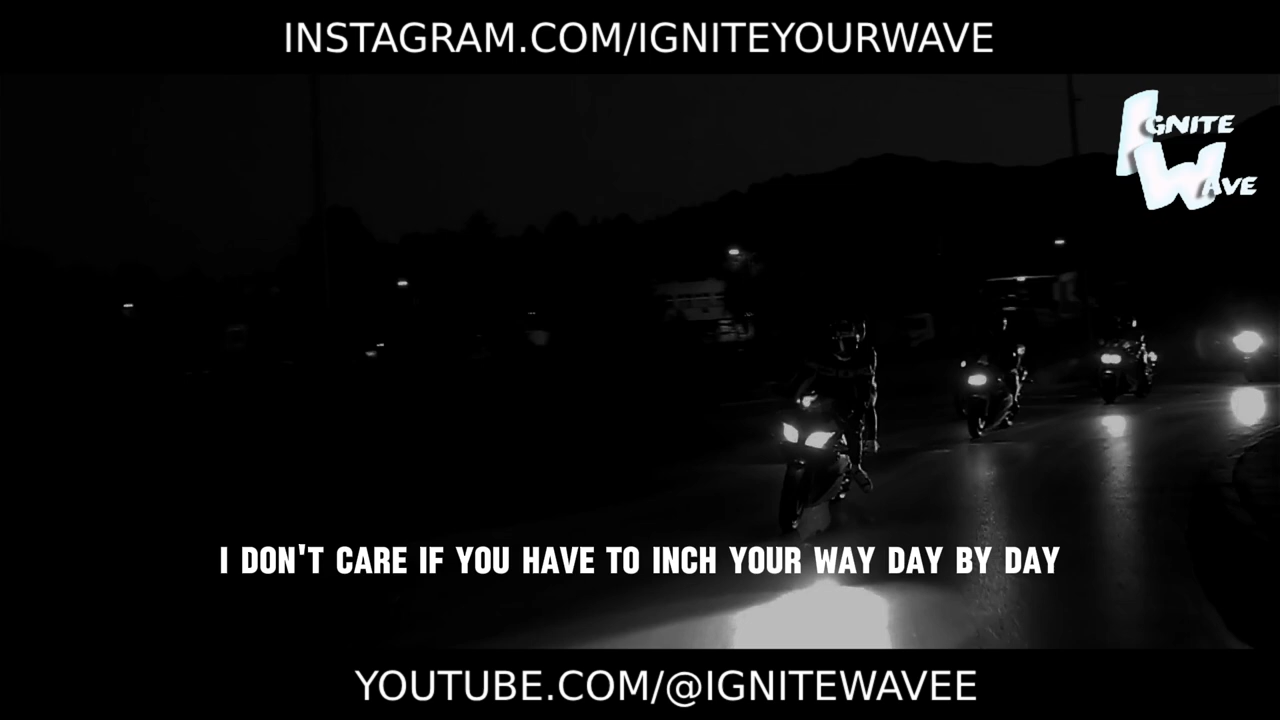 INSTAGRAM.COM/IGNITEYOURWAVE
IGNITE
WAVE
I DON'T CARE IF YOU HAVE TO INCH YOUR WAY DAY BY DAY
YOUTUBE.COM/@IGNITEWAVEE